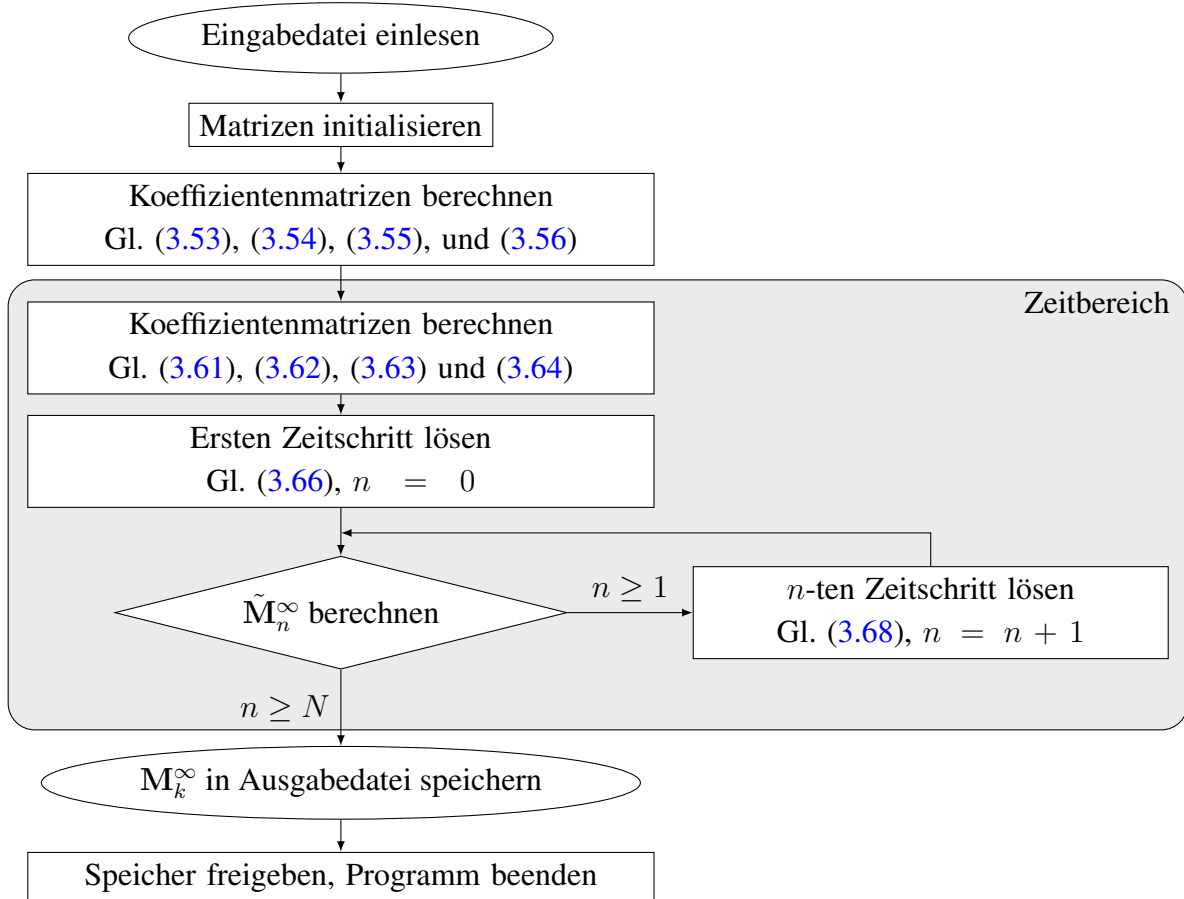 Eingabedatei einlesen
Matrizen initialisieren
Koeffizientenmatrizen berechnen
Gl. (3.53), (3.54), (3.55), und (3.56)
Zeitbereich
Koeffizientenmatrizen berechnen
Gl. (3.61), (3.62), (3.63) und (3.64)
Ersten Zeitschritt lösen
Gl. (3.66), n = 0
M̃ₙ^∞ berechnen
n ≥ 1
n-ten Zeitschritt lösen
Gl. (3.68), n = n + 1
n ≥ N
Mₖ^∞ in Ausgabedatei speichern
Speicher freigeben, Programm beenden